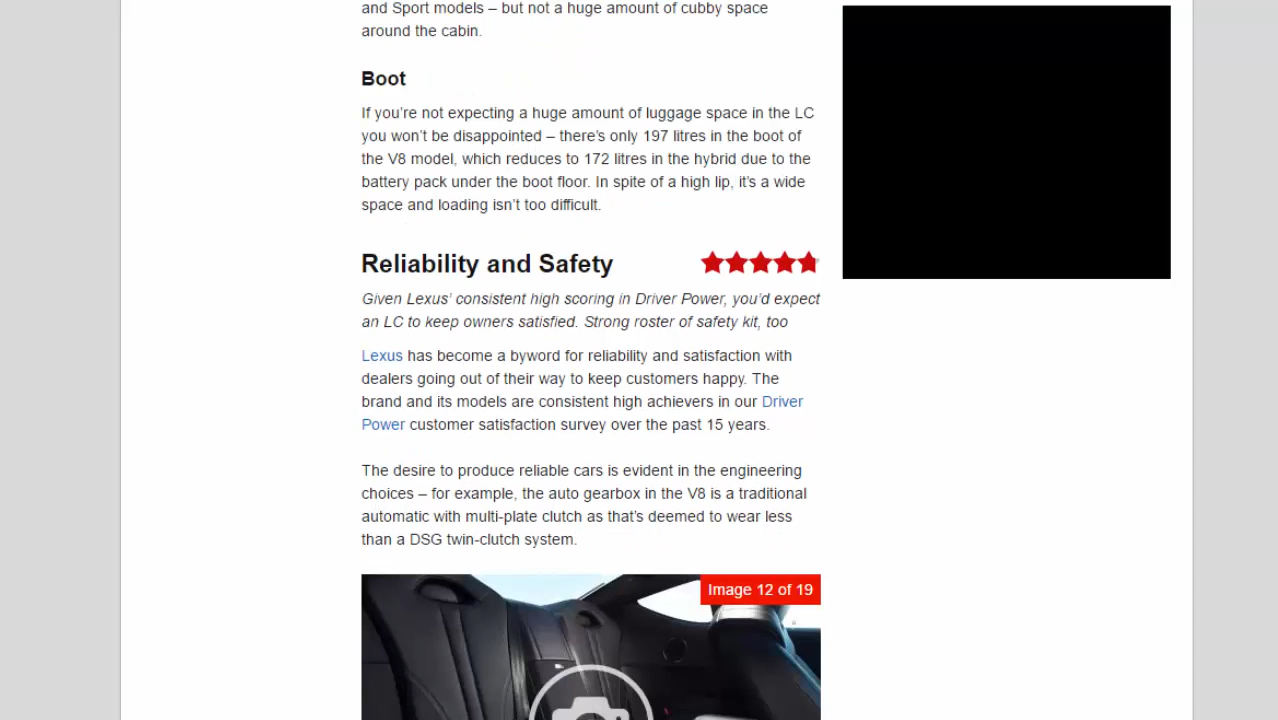 and Sport models – but not a huge amount of cubby space
around the cabin.
Boot
If you’re not expecting a huge amount of luggage space in the LC
you won’t be disappointed – there’s only 197 litres in the boot of
the V8 model, which reduces to 172 litres in the hybrid due to the
battery pack under the boot floor. In spite of a high lip, it’s a wide
space and loading isn’t too difficult.
Reliability and Safety
Given Lexus’ consistent high scoring in Driver Power, you’d expect
an LC to keep owners satisfied. Strong roster of safety kit, too
Lexus has become a byword for reliability and satisfaction with
dealers going out of their way to keep customers happy. The
brand and its models are consistent high achievers in our Driver
Power customer satisfaction survey over the past 15 years.
The desire to produce reliable cars is evident in the engineering
choices – for example, the auto gearbox in the V8 is a traditional
automatic with multi-plate clutch as that’s deemed to wear less
than a DSG twin-clutch system.
Image 12 of 19